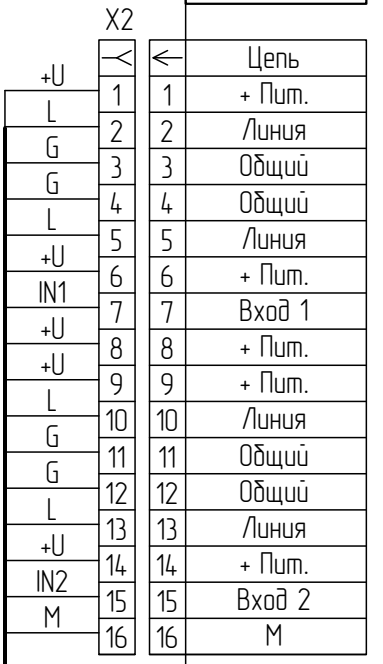 X2
Цепь
+U 1 1 + Пит.
L 2 2 Линия
G 3 3 Общий
G 4 4 Общий
L 5 5 Линия
+U 6 6 + Пит.
IN1 7 7 Вход 1
+U 8 8 + Пит.
+U 9 9 + Пит.
L 10 10 Линия
G 11 11 Общий
G 12 12 Общий
L 13 13 Линия
+U 14 14 + Пит.
IN2 15 15 Вход 2
M 16 16 M